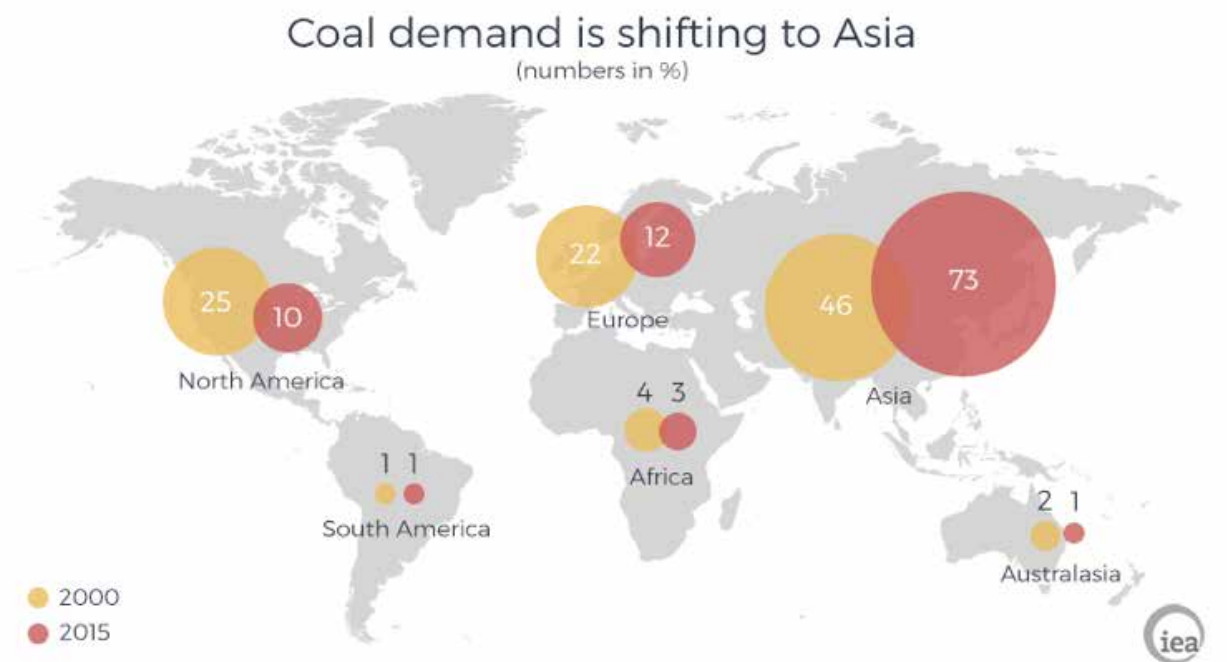 Coal demand is shifting to Asia
(numbers in %)
22
12
25
10
46
73
Europe
North America
4 3
Asia
1 1
Africa
South America
2 1
Australasia
2000
2015
iea